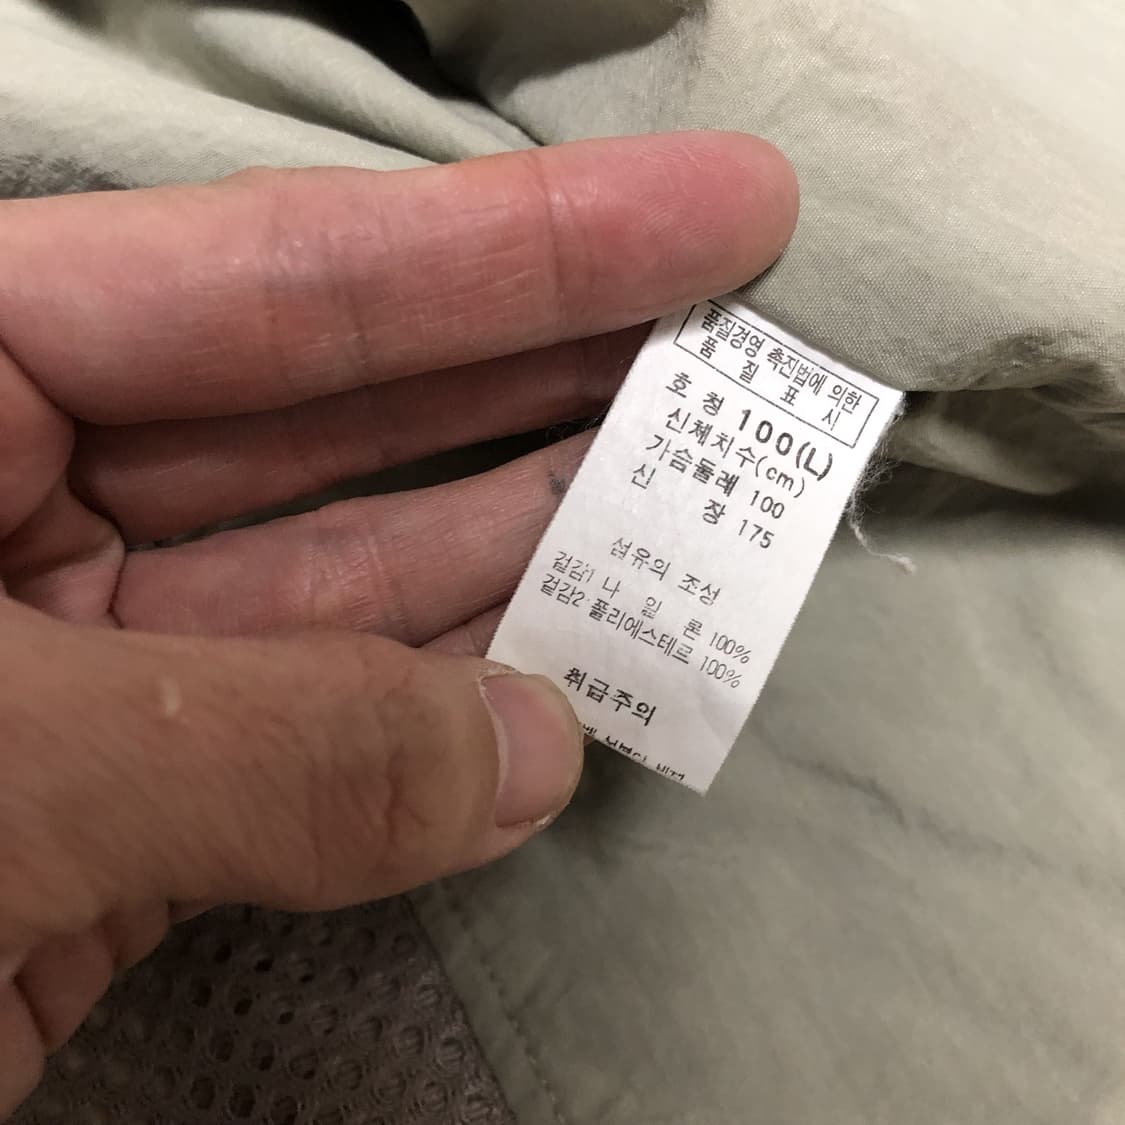 품질경영 촉진법에 의한
품 질 표 시
호 칭 100(L)
신체치수(cm)
가슴둘레 100
신 장 175
섬유의 조성
겉감1 나 일 론 100%
겉감2 폴리에스테르 100%
취급주의